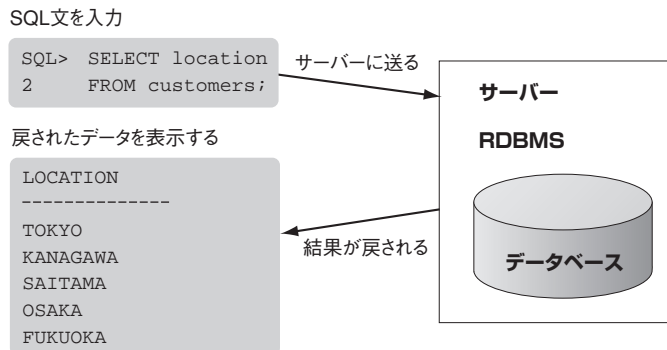 SQL文を入力
SQL> SELECT location
2 FROM customers;
サーバーに送る
サーバー
RDBMS
データベース
戻されたデータを表示する
LOCATION
--------------
TOKYO
KANAGAWA
SAITAMA
OSAKA
FUKUOKA
結果が戻される